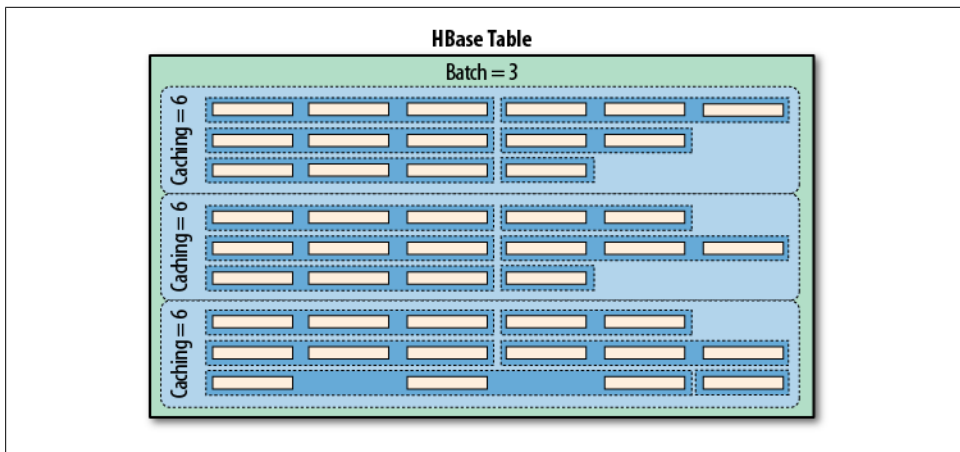 HBase Table
Batch = 3
Caching = 6
Caching = 6
Caching = 6